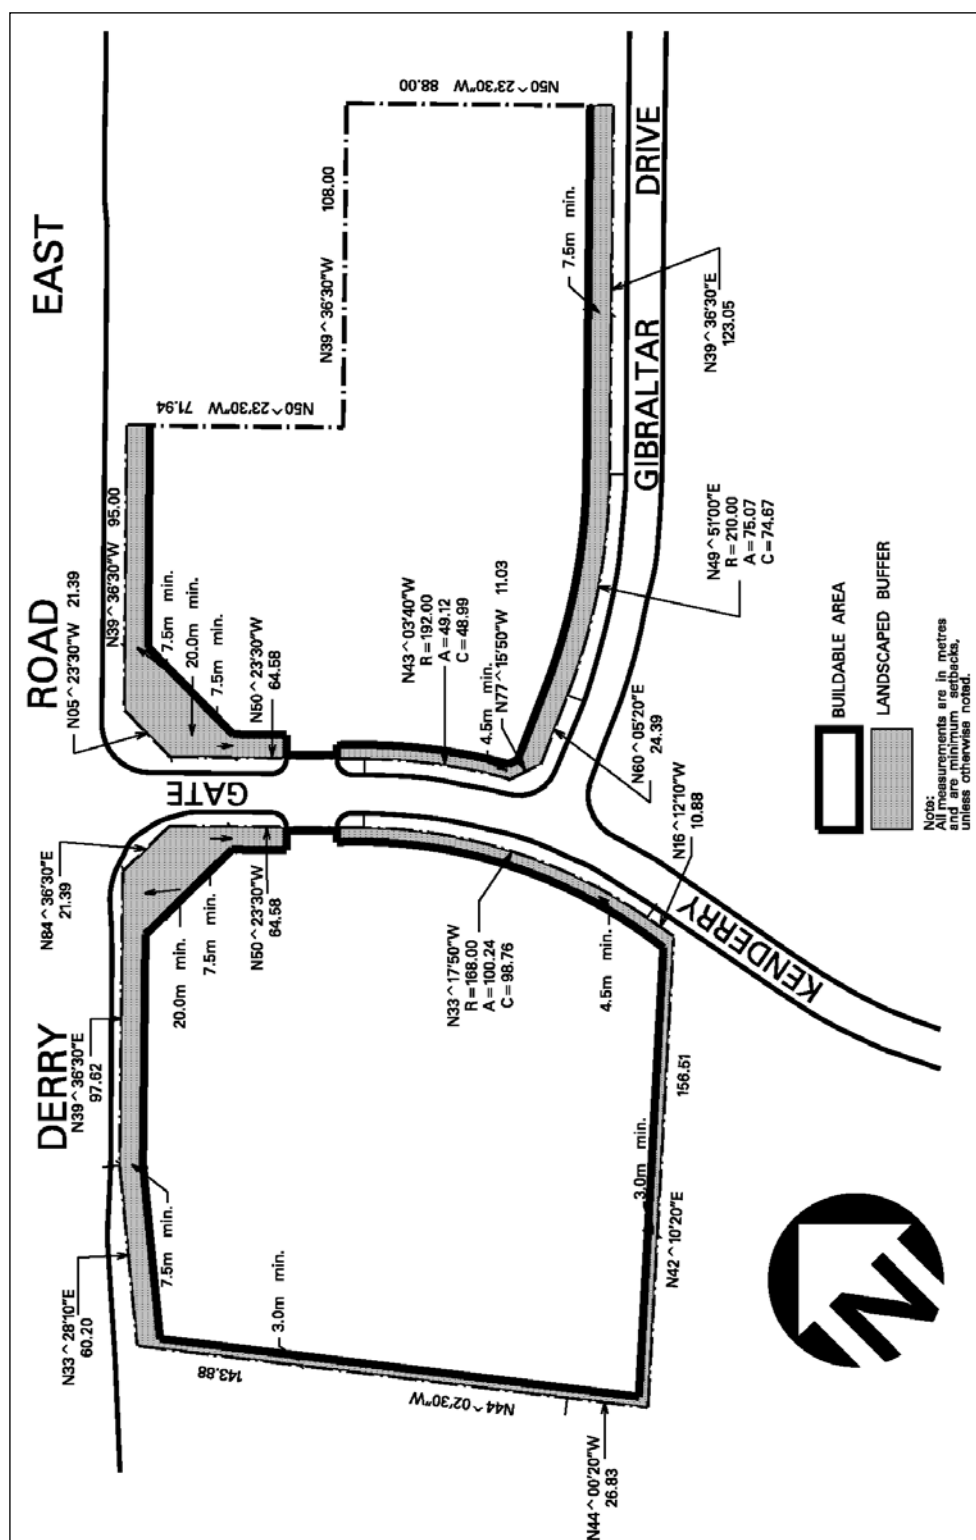 DERRY
ROAD
EAST
N33^28'10"E
60.20
N39^36'30"E
97.62
N84^36'30"E
21.39
N05^23'30"W 21.39
N39^36'30"W 95.00
7.5m min.
20.0m min.
7.5m min.
N50^23'30"W
64.58
GATE
7.5m min.
20.0m min.
7.5m min.
N50^23'30"W
64.58
71.94 N50^23'30"W
N39^36'30"W 108.00
88.00 N50^23'30"W
3.0m min.
143.88
N44^02'30"W
N44^00'20"W
26.83
N33^17'50"W
R=168.00
A=100.24
C=98.76
4.5m min.
N43^03'40"W
R=192.00
A=49.12
C=48.99
4.5m min.
N77^15'50"W 11.03
7.5m min.
3.0m min.
N42^10'20"E
156.51
N16^12'10"W
10.88
N60^05'20"E
24.39
N49^51'00"E
R=210.00
A=75.07
C=74.67
N39^36'30"E
123.05
KENDERRY
GIBRALTAR DRIVE
N
BUILDABLE AREA
LANDSCAPED BUFFER
Note:
All measurements are in metres
and are minimum setbacks,
unless otherwise noted.